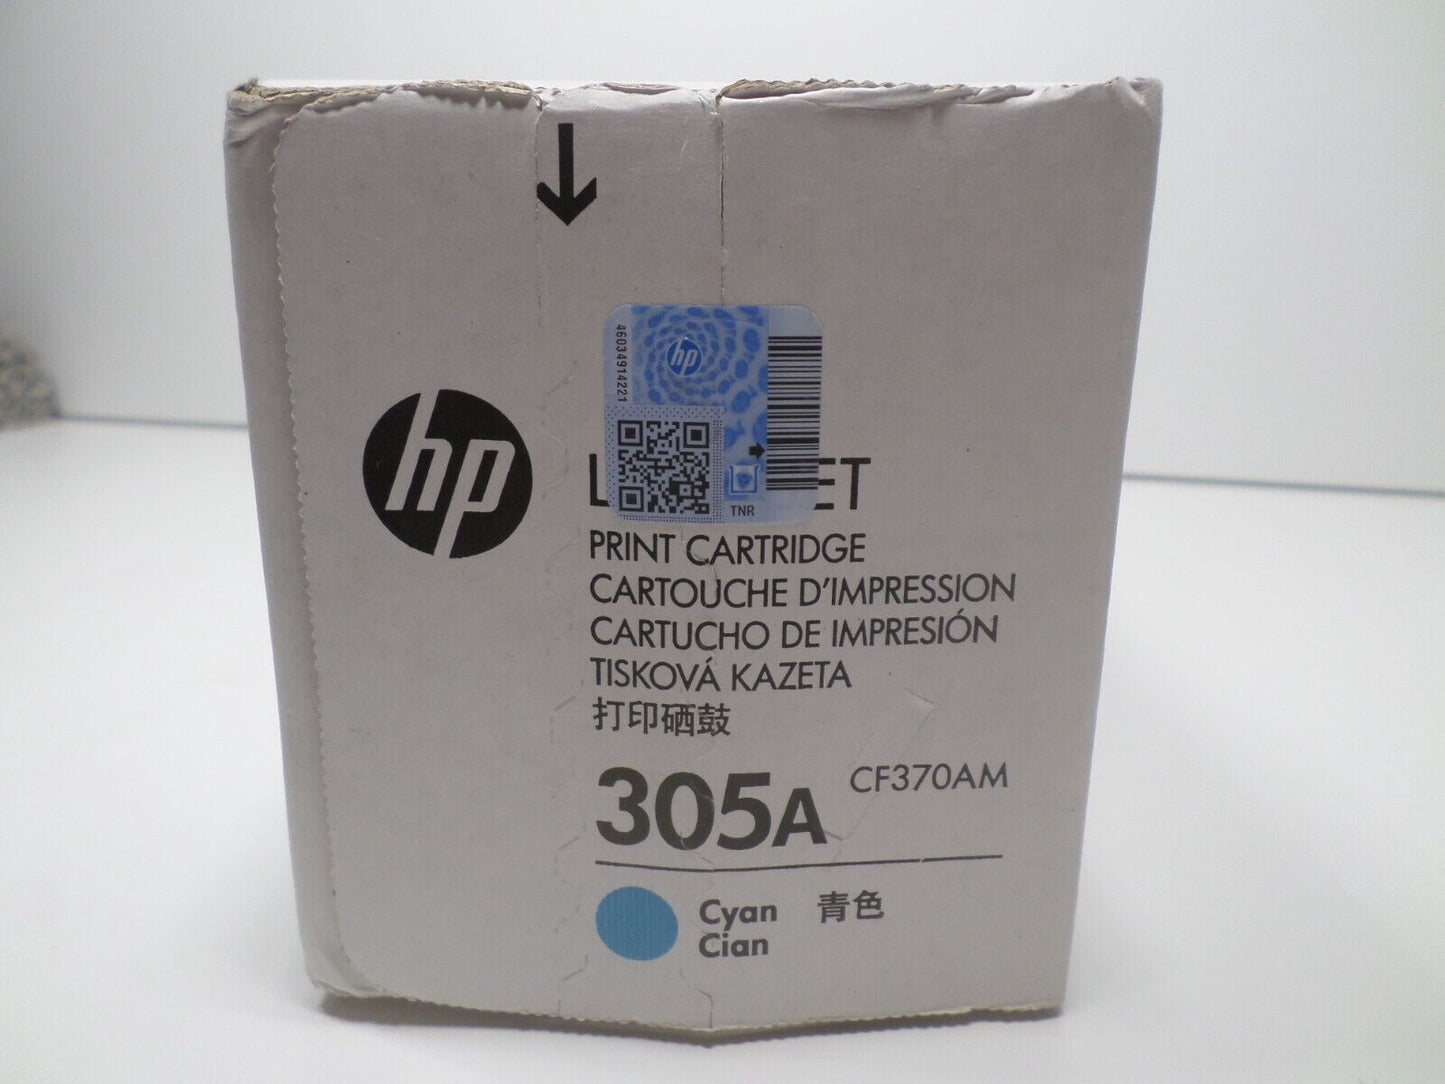 46034914221
hp
TNR
hp
PRINT CARTRIDGE
CARTOUCHE D'IMPRESSION
CARTUCHO DE IMPRESIÓN
TISKOVÁ KAZETA
打印硒鼓
305A CF370AM
Cyan 青色
Cian